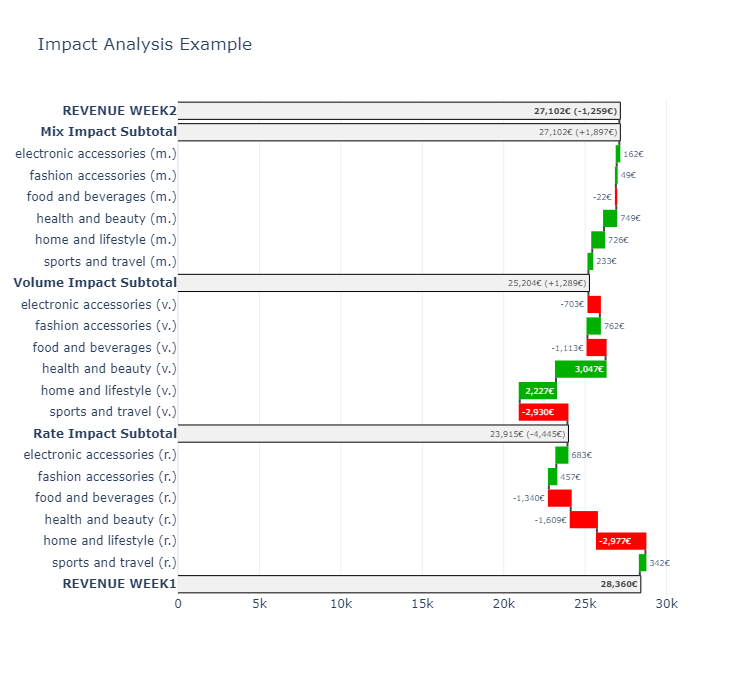 Impact Analysis Example
REVENUE WEEK2 27,102€ (-1,259€)
Mix Impact Subtotal 27,102€ (+1,897€)
electronic accessories (m.) 162€
fashion accessories (m.) 49€
food and beverages (m.) -22€
health and beauty (m.) 749€
home and lifestyle (m.) 726€
sports and travel (m.) 233€
Volume Impact Subtotal 25,204€ (+1,289€)
electronic accessories (v.) -703€
fashion accessories (v.) 762€
food and beverages (v.) -1,113€
health and beauty (v.) 3,047€
home and lifestyle (v.) 2,227€
sports and travel (v.) -2,930€
Rate Impact Subtotal 23,915€ (-4,445€)
electronic accessories (r.) 683€
fashion accessories (r.) 457€
food and beverages (r.) -1,340€
health and beauty (r.) -1,609€
home and lifestyle (r.) -2,977€
sports and travel (r.) 342€
REVENUE WEEK1 28,360€
0 5k 10k 15k 20k 25k 30k